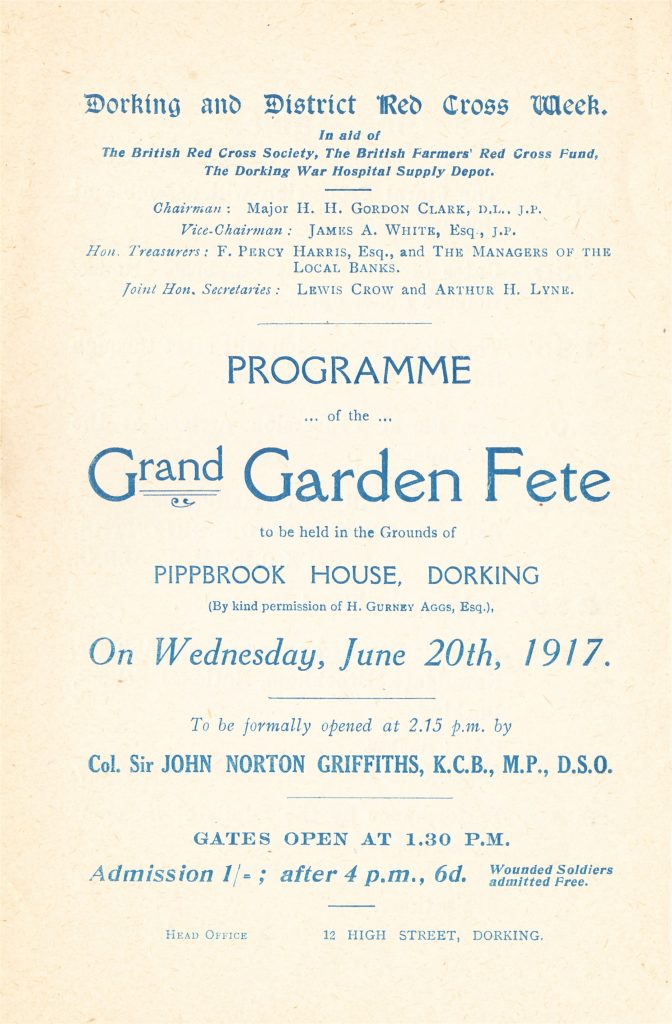 Dorking and District Red Cross Week.
In aid of
The British Red Cross Society, The British Farmers' Red Cross Fund,
The Dorking War Hospital Supply Depot.
Chairman: Major H. H. GORDON CLARK, D.L., J.P.
Vice-Chairman: JAMES A. WHITE, Esq., J.P.
Hon. Treasurers: F. PERCY HARRIS, Esq., and THE MANAGERS OF THE
LOCAL BANKS.
Joint Hon. Secretaries: LEWIS CROW and ARTHUR H. LYNE.
PROGRAMME
... of the ...
Grand Garden Fete
to be held in the Grounds of
PIPPBROOK HOUSE, DORKING
(By kind permission of H. GURNEY AGGS, Esq.),
On Wednesday, June 20th, 1917.
To be formally opened at 2.15 p.m. by
Col. Sir JOHN NORTON GRIFFITHS, K.C.B., M.P., D.S.O.
GATES OPEN AT 1.30 P.M.
Admission 1/= ; after 4 p.m., 6d. Wounded Soldiers
admitted Free.
HEAD OFFICE 12 HIGH STREET, DORKING.